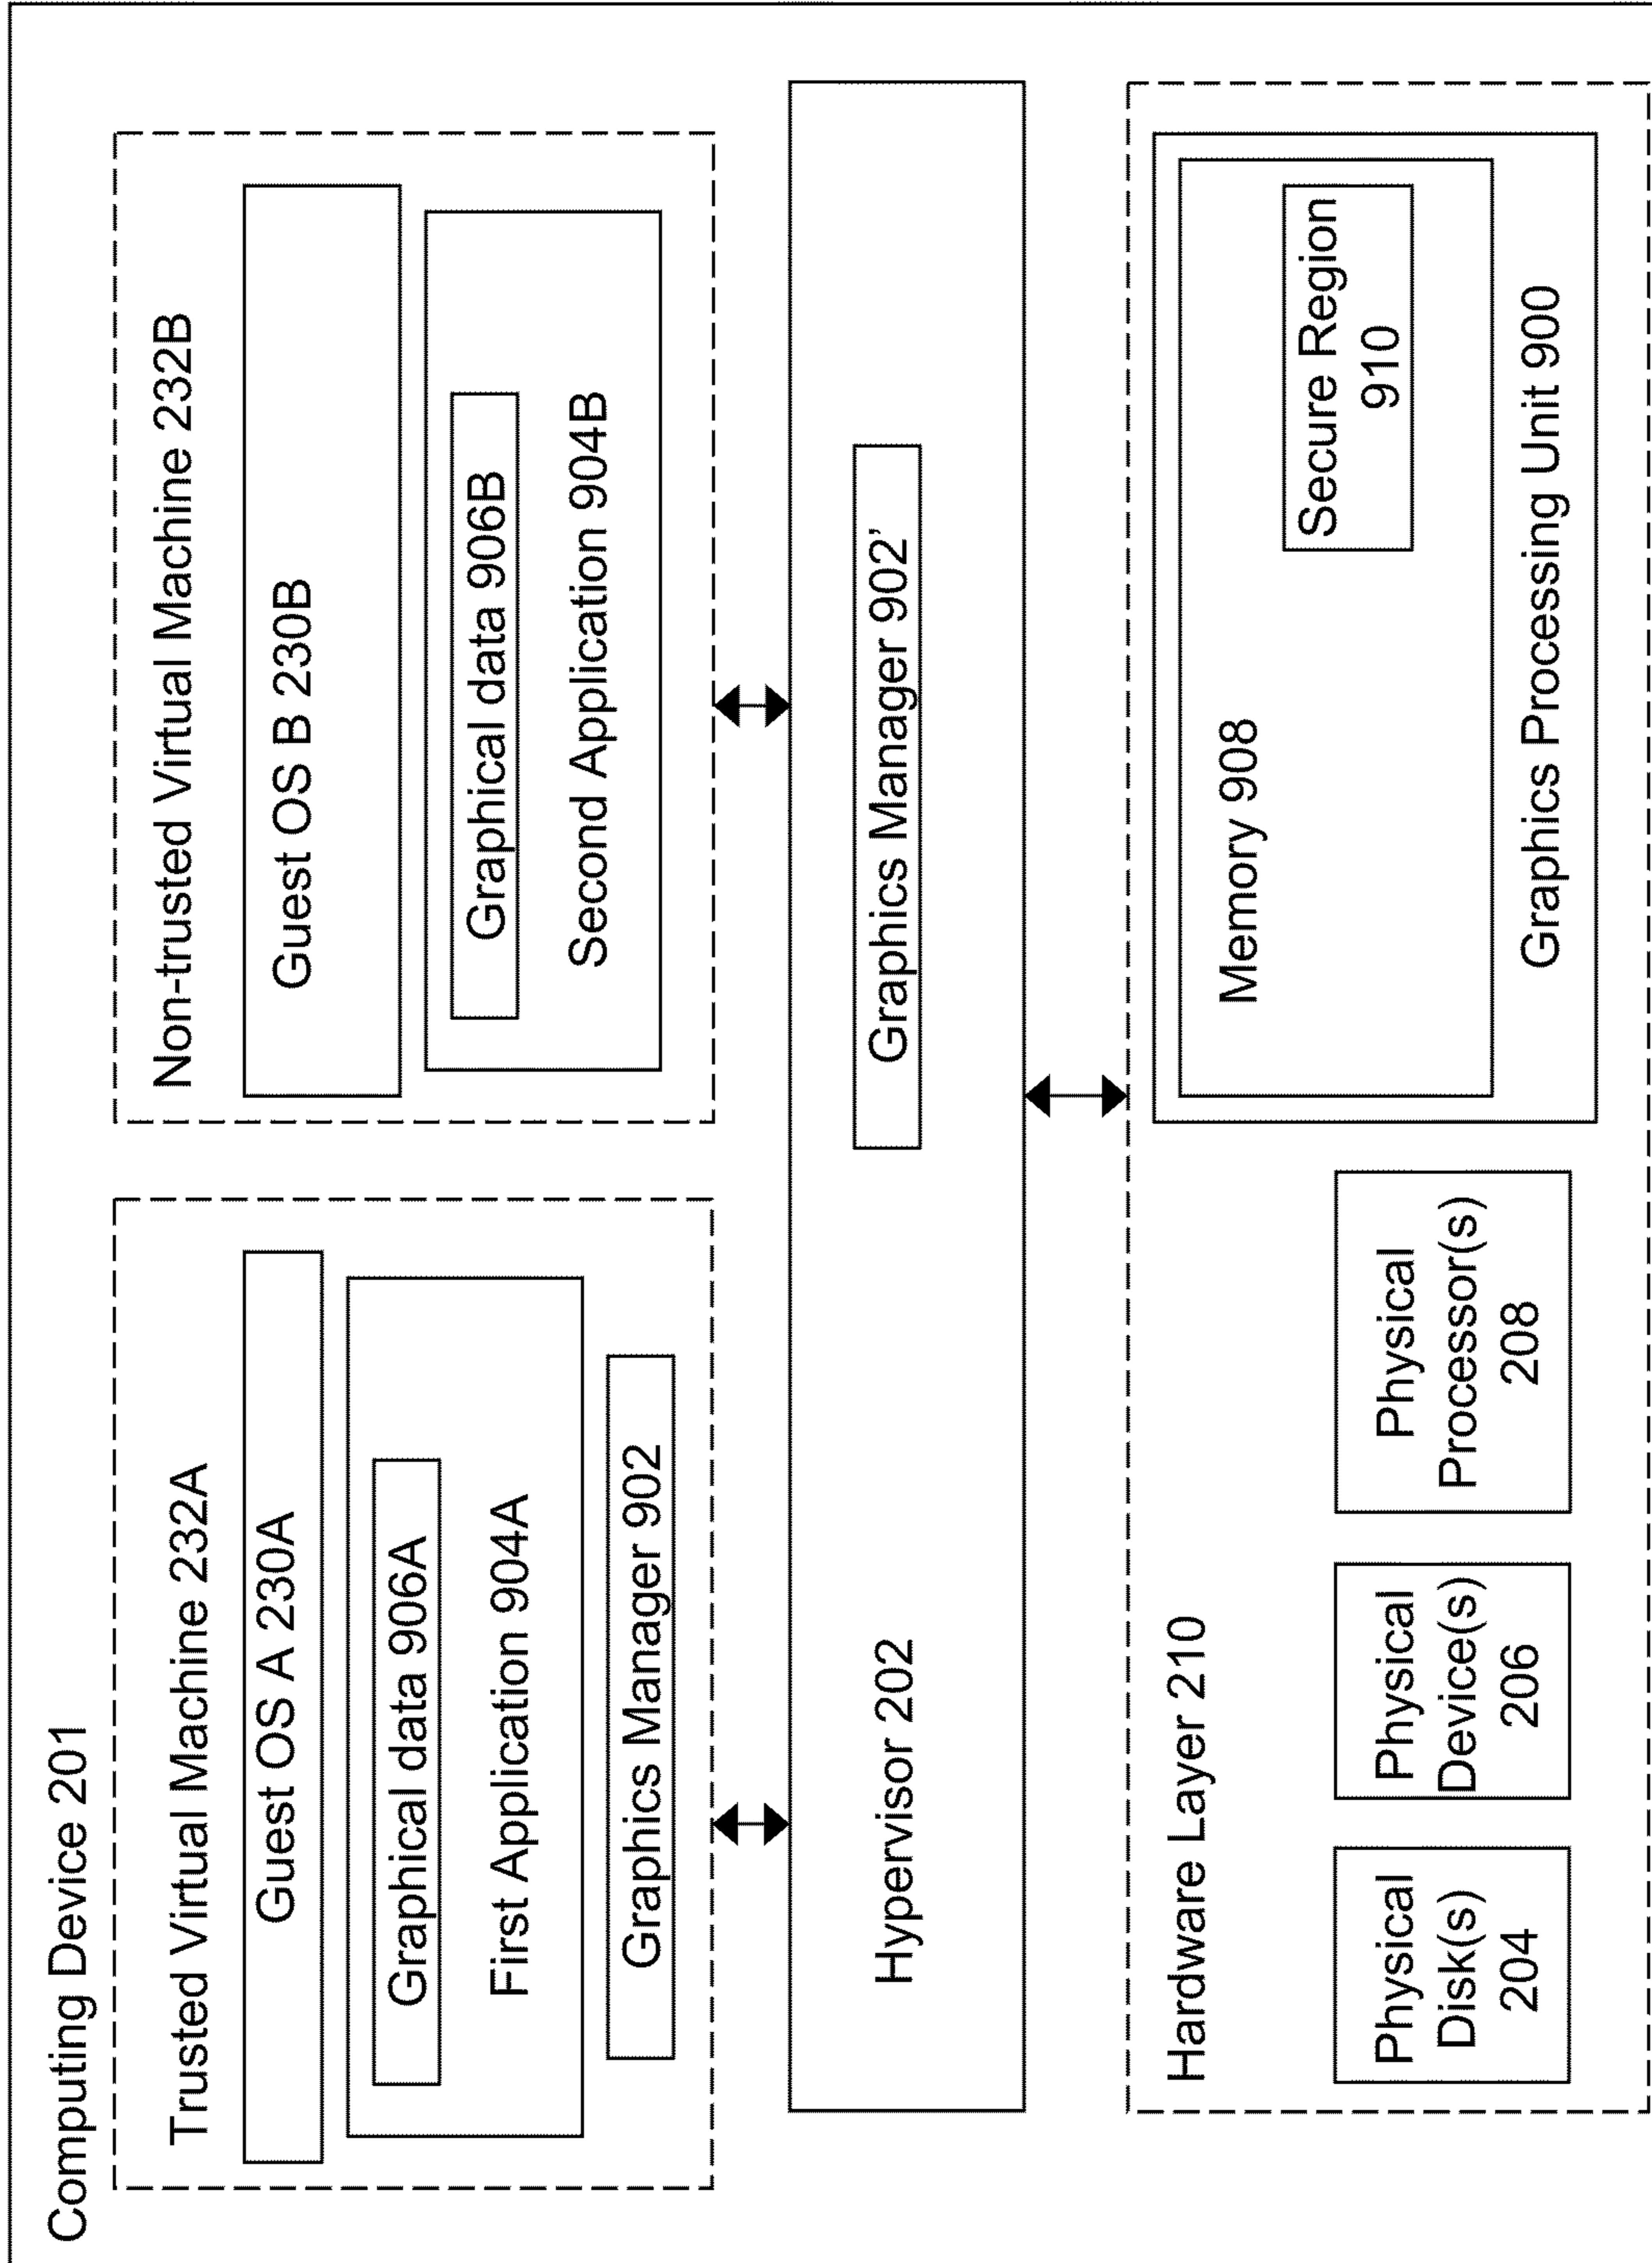 Computing Device 201
Trusted Virtual Machine 232A
Guest OS A 230A
Graphical data 906A
First Application 904A
Graphics Manager 902
Non-trusted Virtual Machine 232B
Guest OS B 230B
Graphical data 906B
Second Application 904B
Hypervisor 202
Graphics Manager 902’
Hardware Layer 210
Physical
Disk(s)
204
Physical
Device(s)
206
Physical
Processor(s)
208
Memory 908
Secure Region
910
Graphics Processing Unit 900